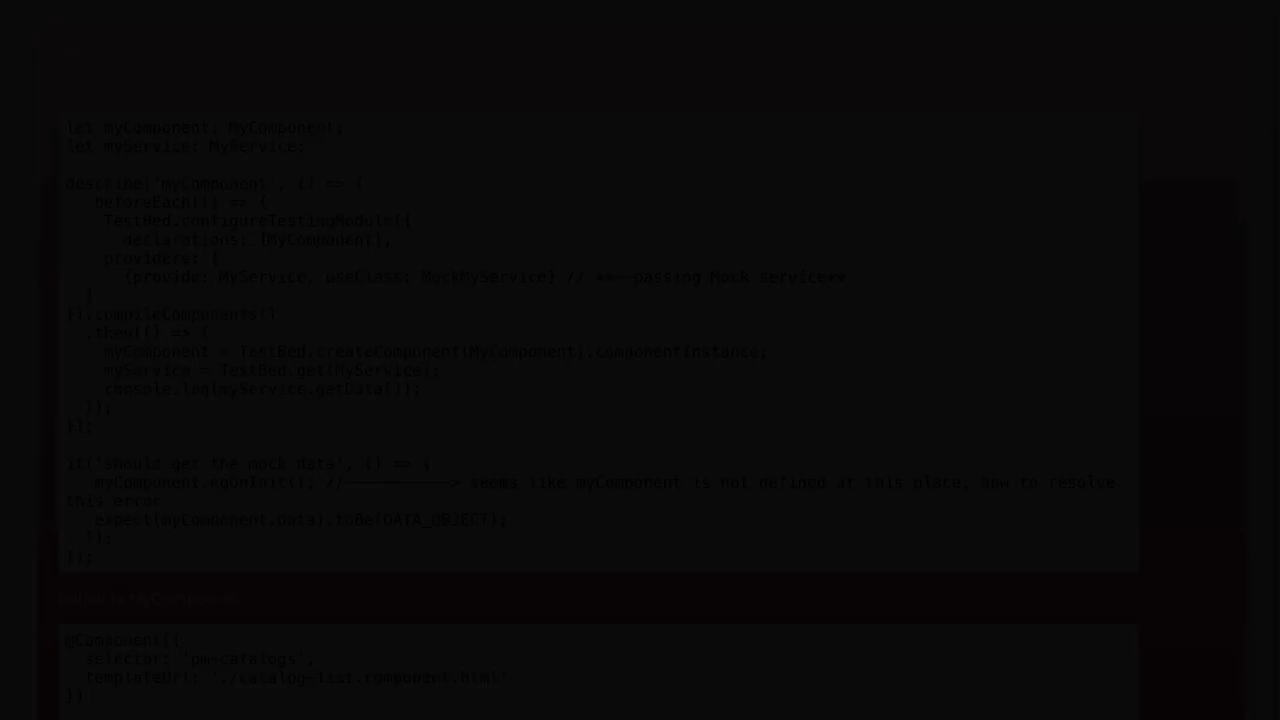 let myComponent: MyComponent;
let myService: MyService;
describe('myComponent', () => {
beforeEach(() => {
TestBed.configureTestingModule({
declarations: [MyComponent],
providers: [
{provide: MyService, useClass: MockMyService} // **--passing Mock service**
]
}).compileComponents()
.then(() => {
myComponent = TestBed.createComponent(MyComponent).componentInstance;
myService = TestBed.get(MyService);
console.log(myService.getData());
});
});
it('should get the mock data', () => {
myComponent.ngOnInit(); //-----------> seems like myComponent is not defined at this place, how to resolve
this error
expect(myComponent.data).toBe(DATA_OBJECT);
});
});
below is MyComponent
@Component({
selector: 'pm-catalogs',
templateUrl: './catalog-list.component.html'
})